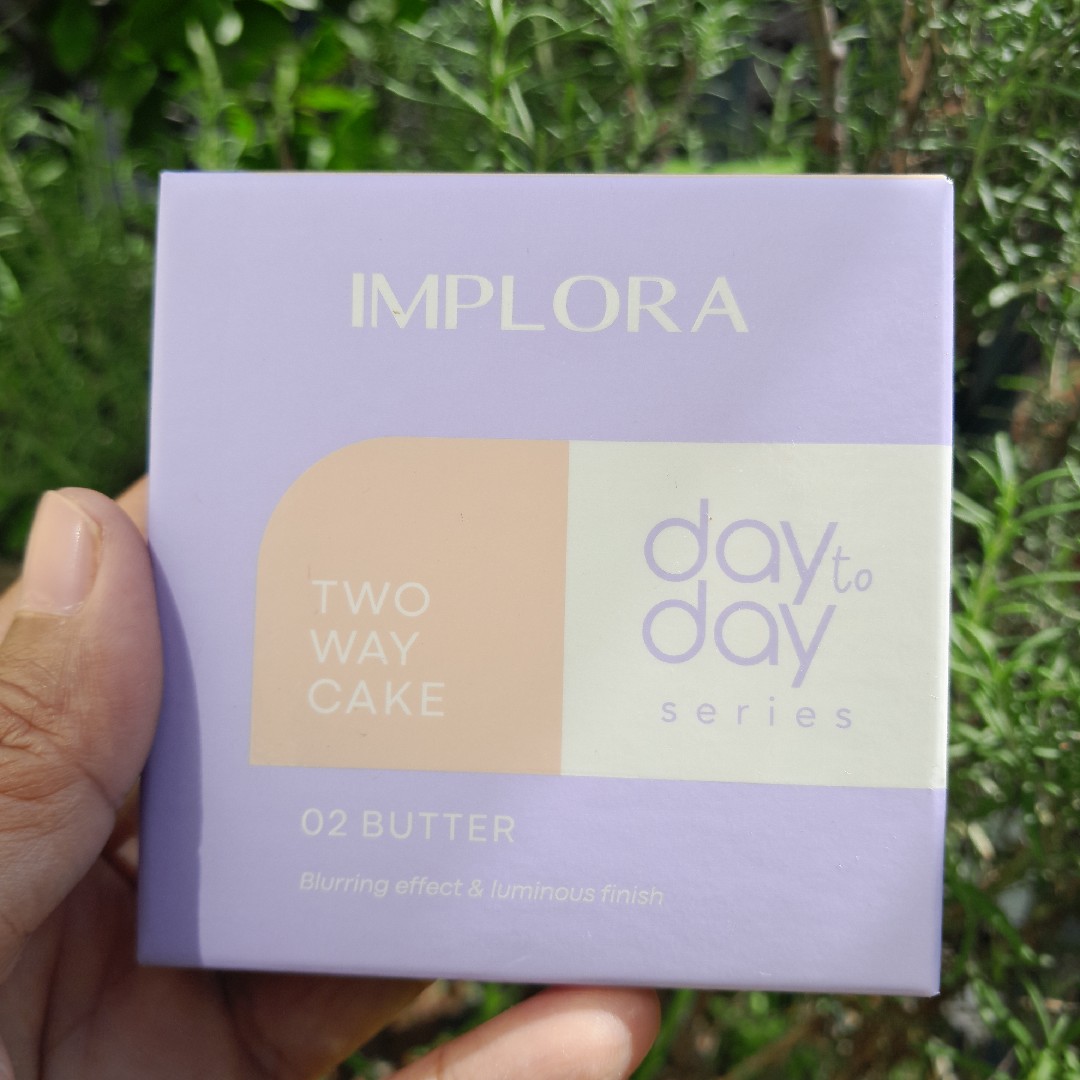 IMPLORA
TWO
WAY
CAKE
day to
day
series
02 BUTTER
Blurring effect & luminous finish